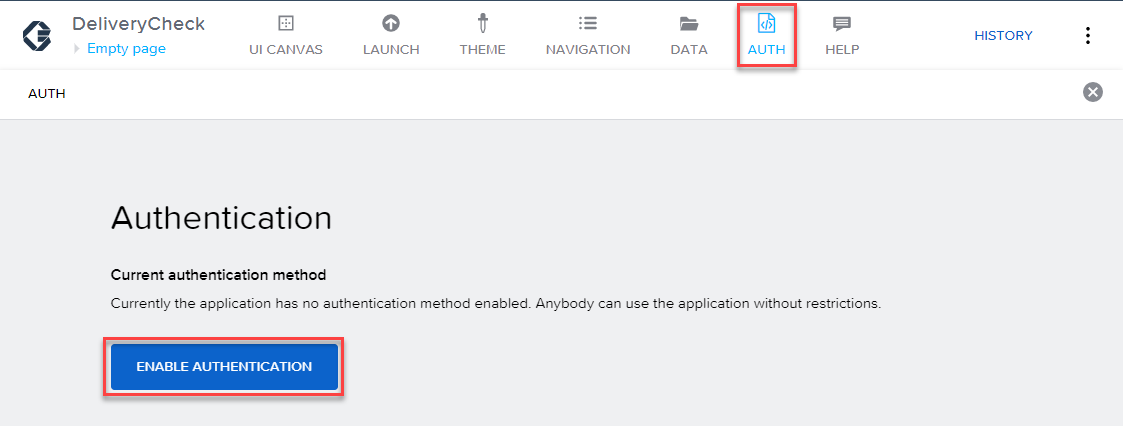 DeliveryCheck
Empty page
UI CANVAS
LAUNCH
THEME
NAVIGATION
DATA
AUTH
HELP
HISTORY
AUTH
Authentication
Current authentication method
Currently the application has no authentication method enabled. Anybody can use the application without restrictions.
ENABLE AUTHENTICATION